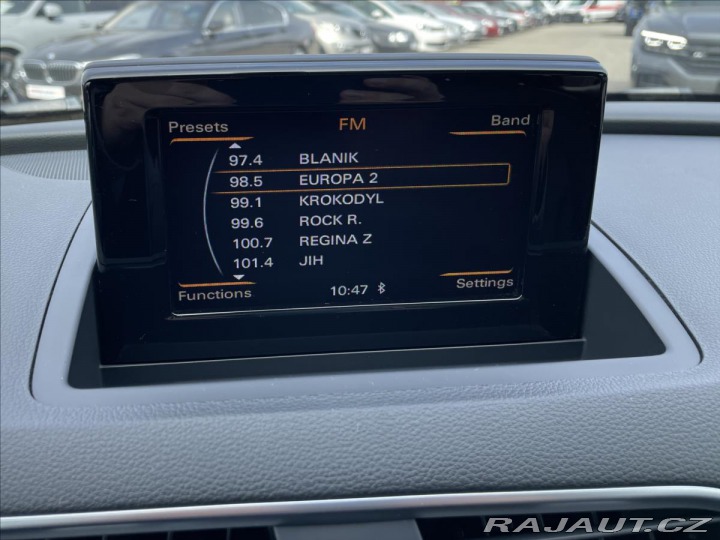 Presets FM Band
97.4 BLANIK
98.5 EUROPA 2
99.1 KROKODYL
99.6 ROCK R.
100.7 REGINA Z
101.4 JIH
Functions 10:47 Settings
RAJAUT.CZ